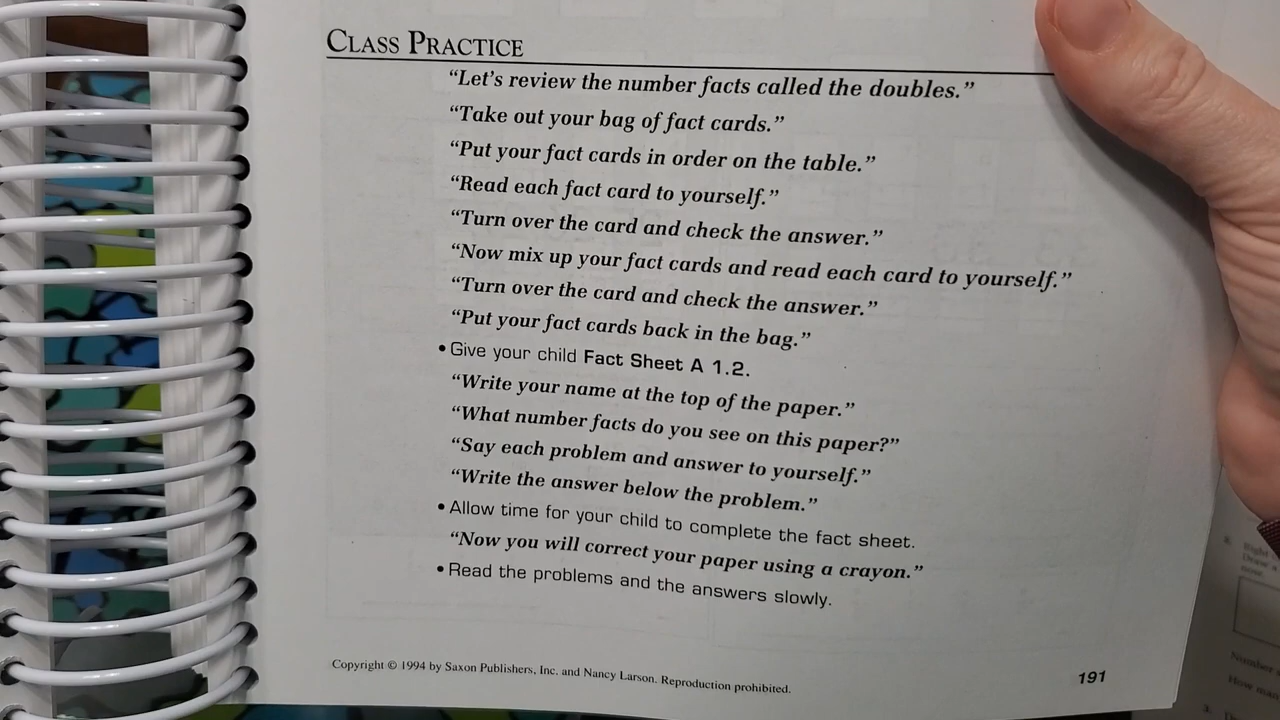 CLASS PRACTICE
“Let’s review the number facts called the doubles.”
“Take out your bag of fact cards.”
“Put your fact cards in order on the table.”
“Read each fact card to yourself.”
“Turn over the card and check the answer.”
“Now mix up your fact cards and read each card to yourself.”
“Turn over the card and check the answer.”
“Put your fact cards back in the bag.”
• Give your child Fact Sheet A 1.2.
“Write your name at the top of the paper.”
“What number facts do you see on this paper?”
“Say each problem and answer to yourself.”
“Write the answer below the problem.”
• Allow time for your child to complete the fact sheet.
“Now you will correct your paper using a crayon.”
• Read the problems and the answers slowly.
Copyright © 1994 by Saxon Publishers, Inc. and Nancy Larson. Reproduction prohibited.
191